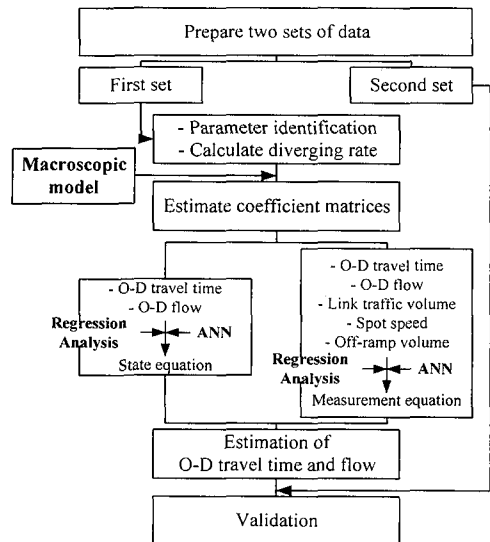 Prepare two sets of data
First set
Second set
- Parameter identification
- Calculate diverging rate
Macroscopic
model
Estimate coefficient matrices
- O-D travel time
- O-D flow
Regression
Analysis
ANN
State equation
- O-D travel time
- O-D flow
- Link traffic volume
- Spot speed
- Off-ramp volume
Regression
Analysis
ANN
Measurement equation
Estimation of
O-D travel time and flow
Validation